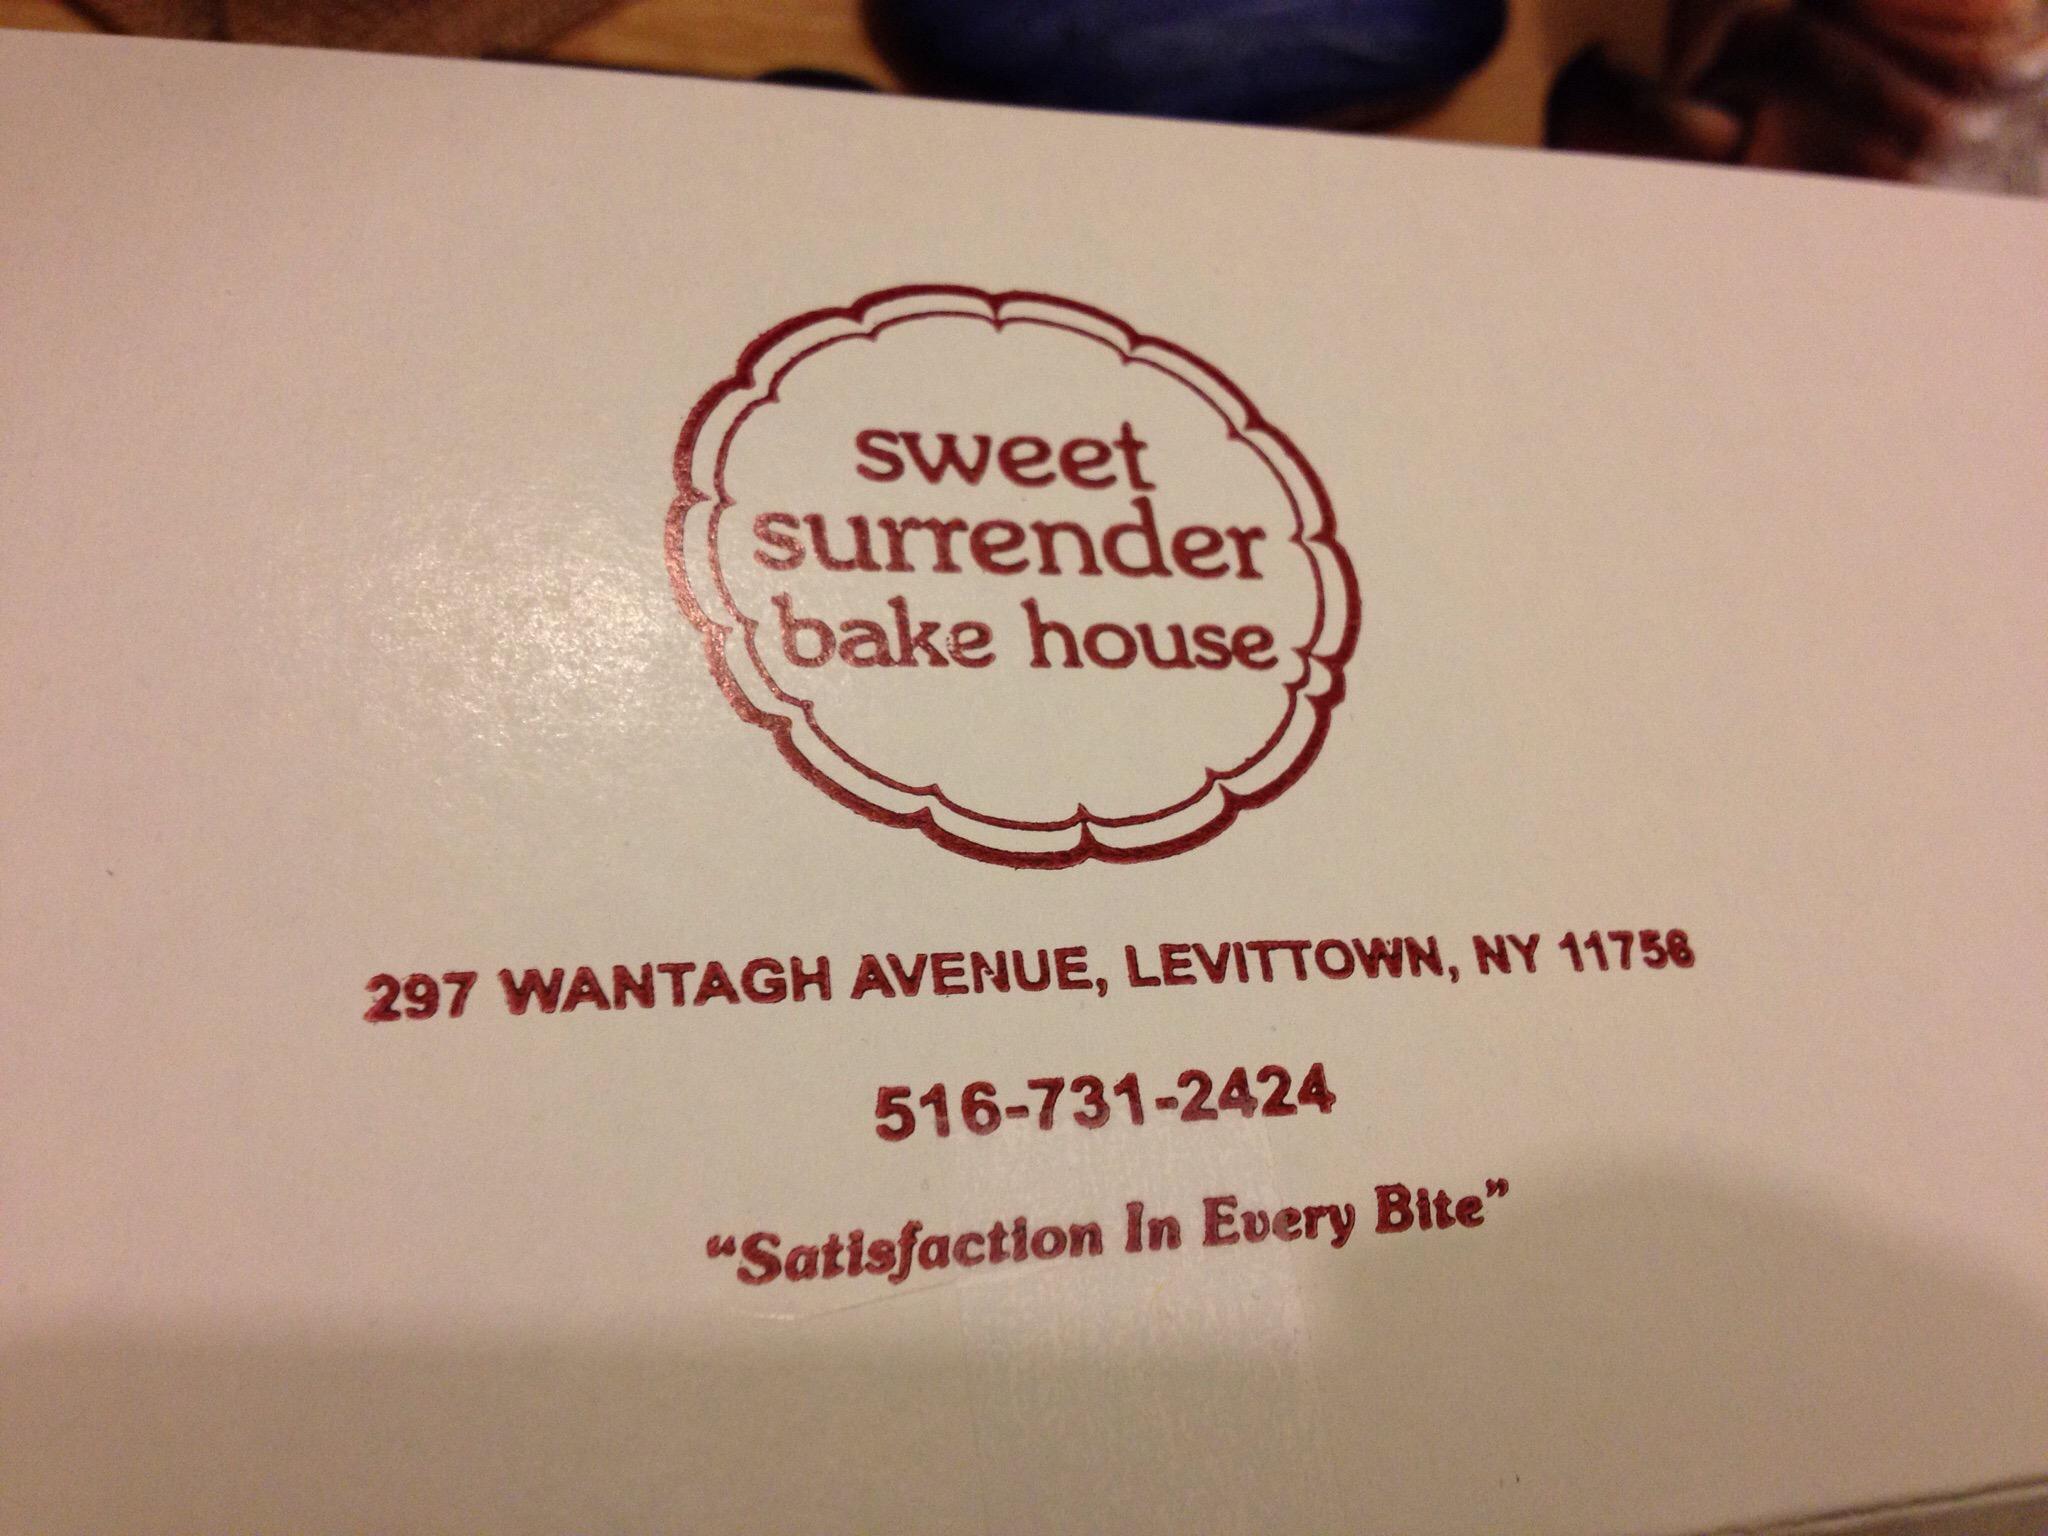 sweet
surrender
bake house
297 WANTAGH AVENUE, LEVITTOWN, NY 11756
516-731-2424
“Satisfaction In Every Bite”